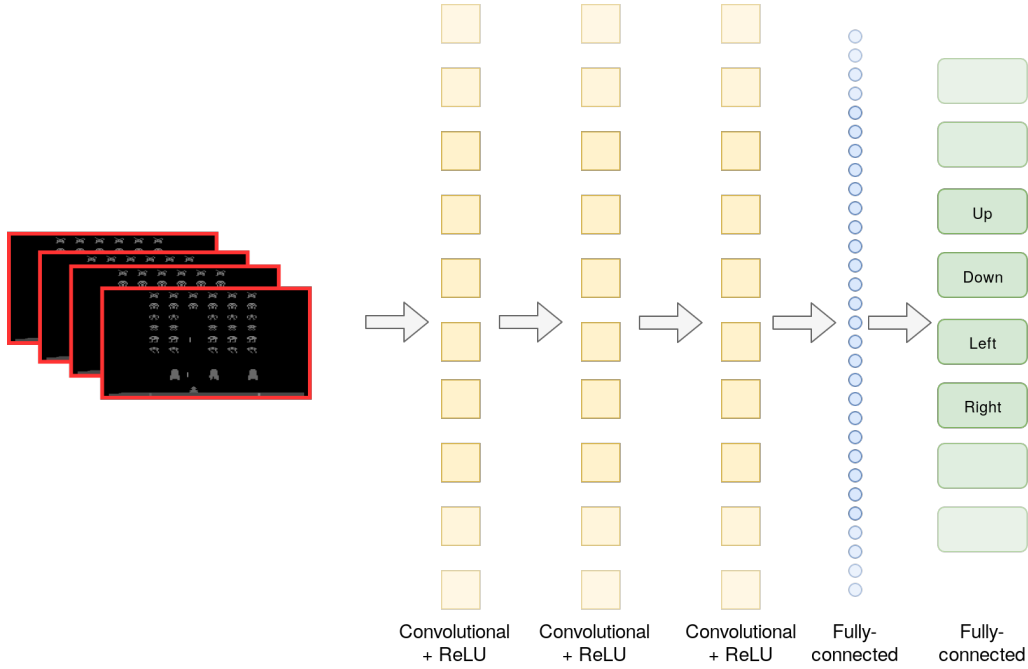 Up
Down
Left
Right
Convolutional
+ ReLU
Convolutional
+ ReLU
Convolutional
+ ReLU
Fully-
connected
Fully-
connected